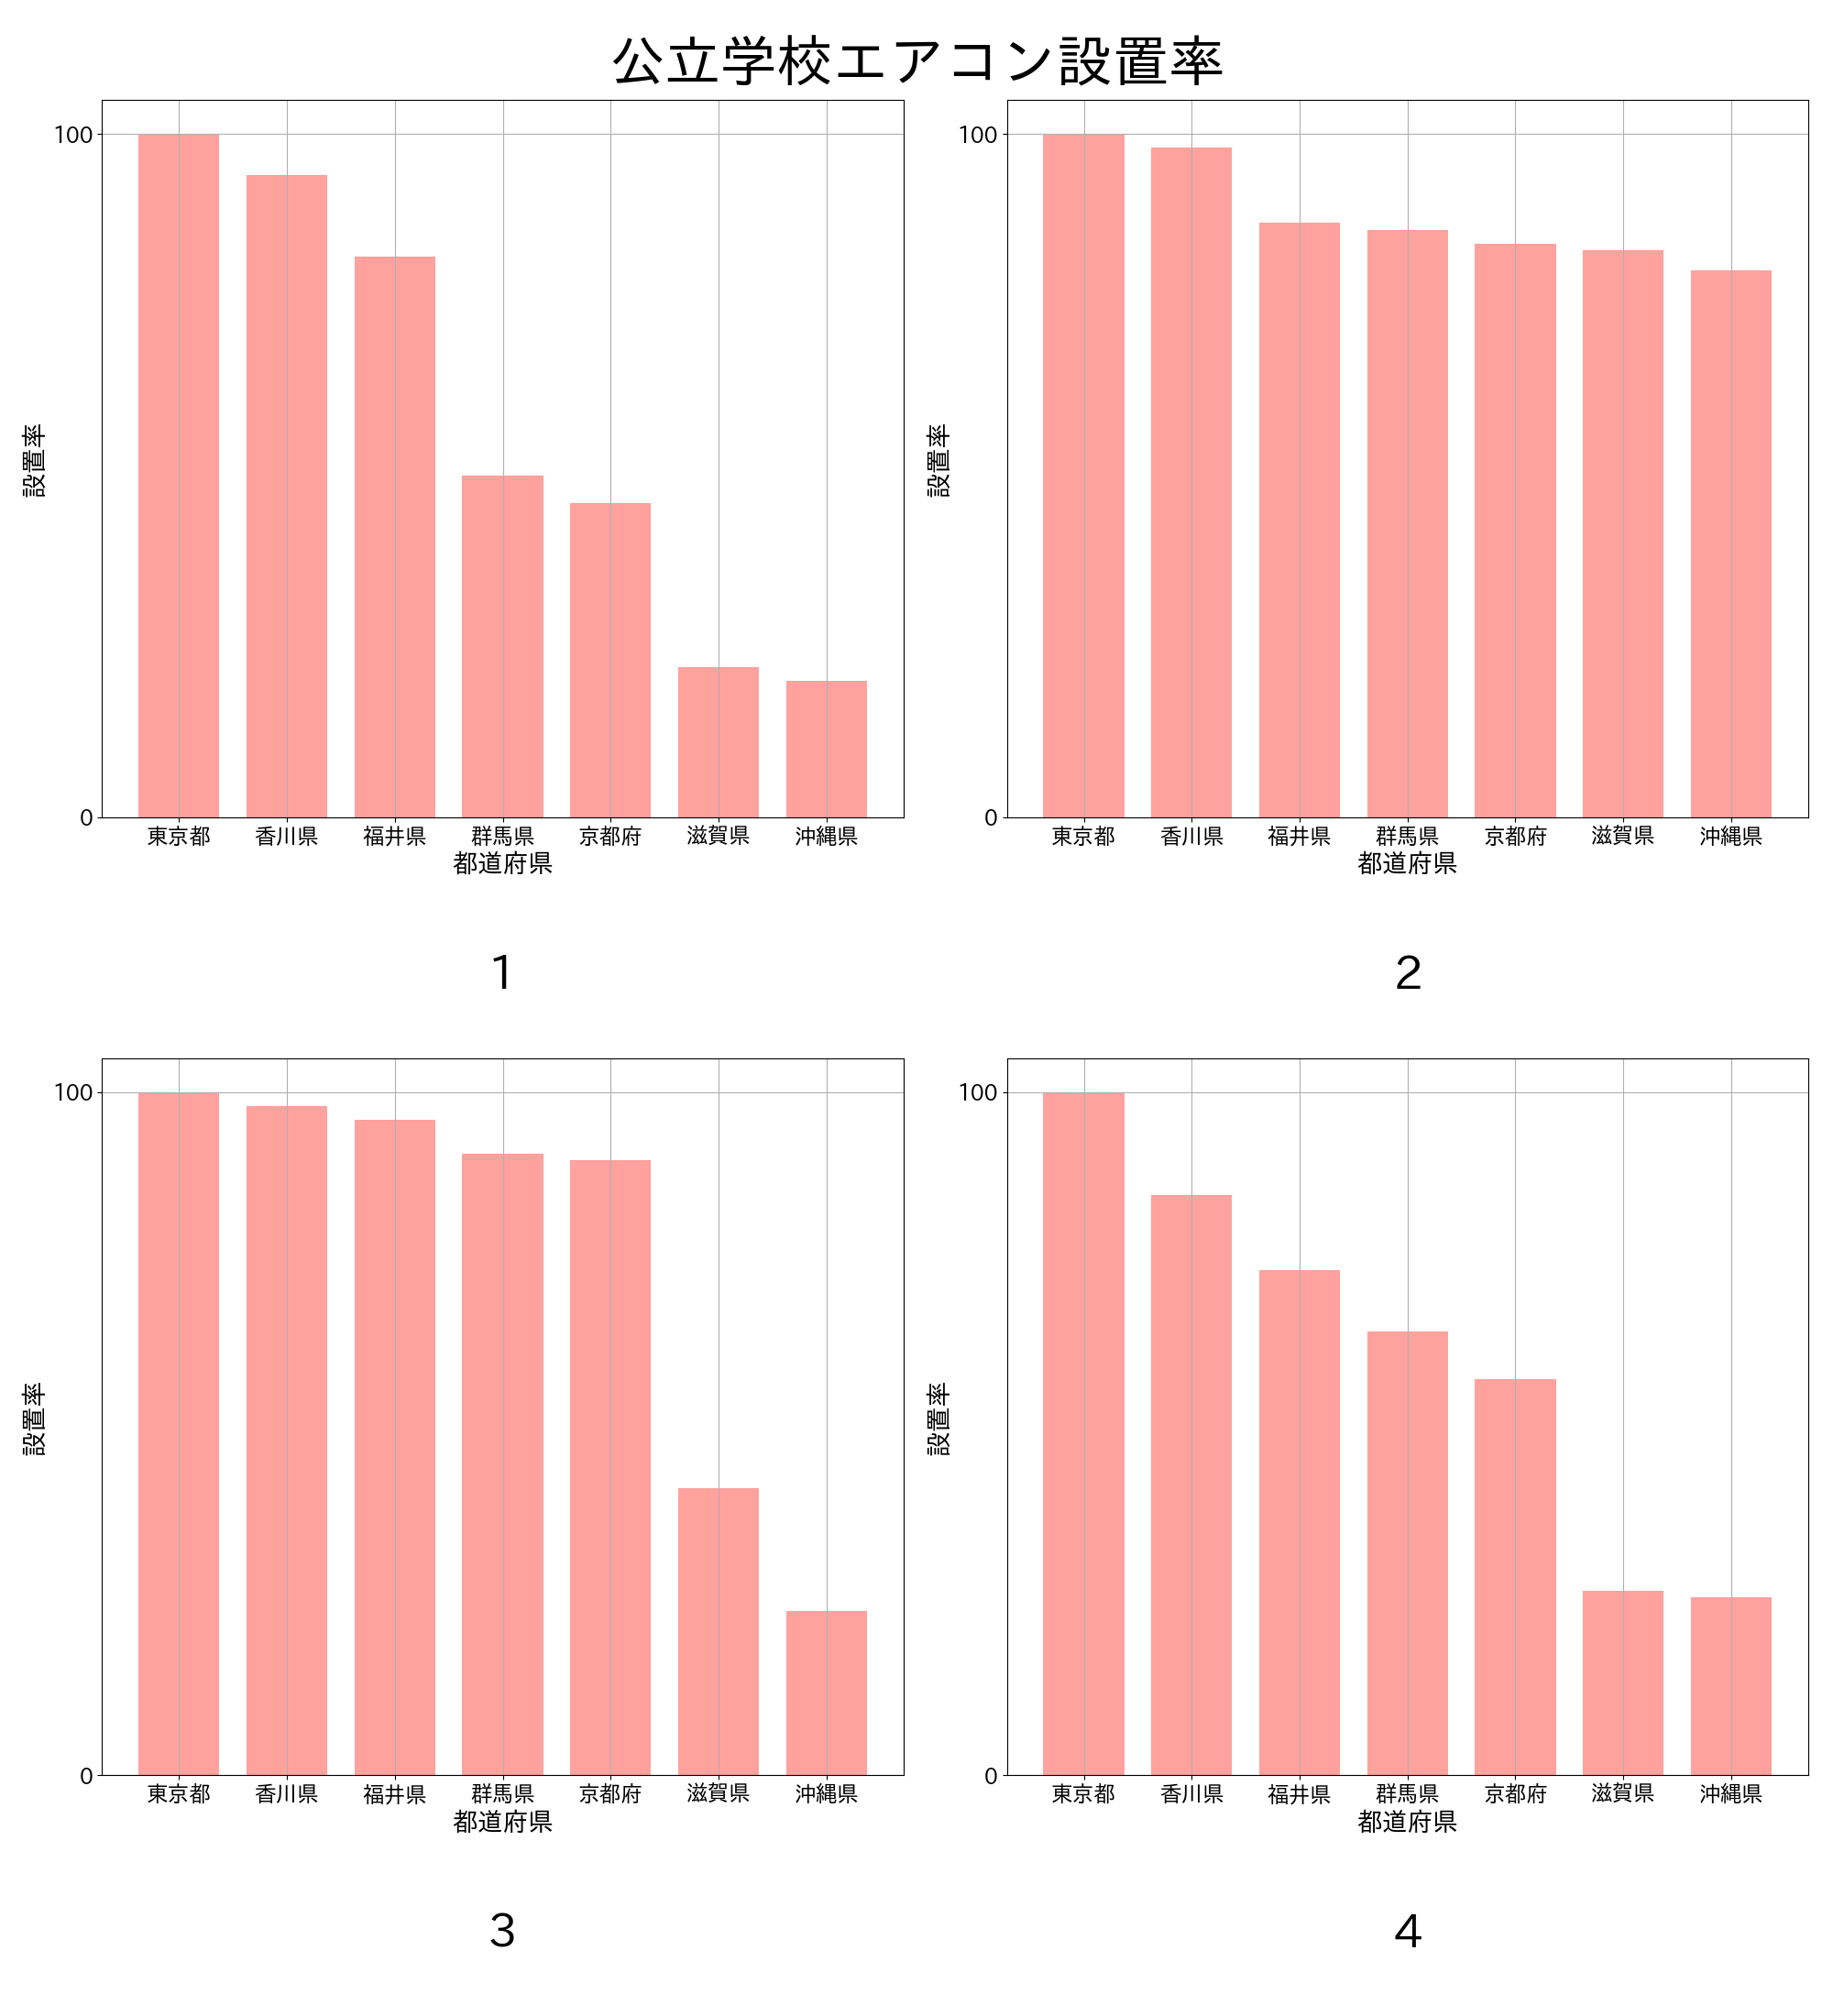 公立学校エアコン設置率
100
設置率
0
東京都 香川県 福井県 群馬県 京都府 滋賀県 沖縄県
都道府県
1
100
設置率
0
東京都 香川県 福井県 群馬県 京都府 滋賀県 沖縄県
都道府県
2
100
設置率
0
東京都 香川県 福井県 群馬県 京都府 滋賀県 沖縄県
都道府県
3
100
設置率
0
東京都 香川県 福井県 群馬県 京都府 滋賀県 沖縄県
都道府県
4